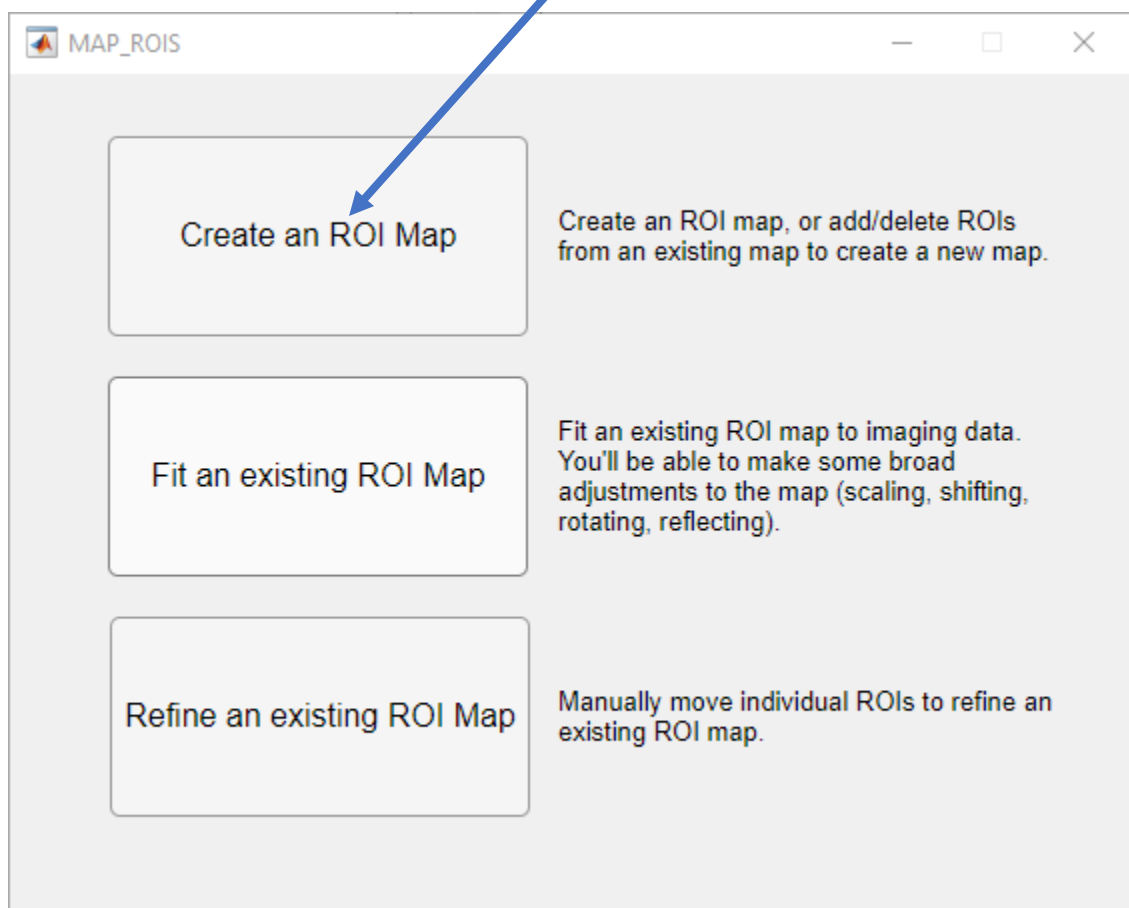 MAP_ROIS
Create an ROI Map
Create an ROI map, or add/delete ROIs
from an existing map to create a new map.
Fit an existing ROI Map
Fit an existing ROI map to imaging data.
You'll be able to make some broad
adjustments to the map (scaling, shifting,
rotating, reflecting).
Refine an existing ROI Map
Manually move individual ROIs to refine an
existing ROI map.